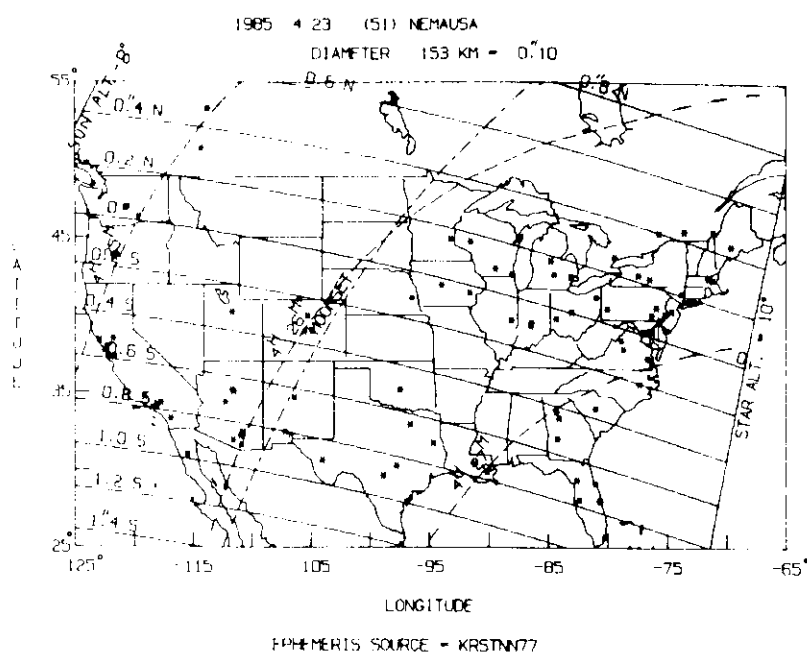 1985 4 23 (51) NEMAUSA
DIAMETER 153 KM = 0."10
55°
SUN ALT.-8°
0."4 N
0.6 N
0."8 N
0.2 N
0
45
0.4 S
0.6 S
35
0.8 S
1.0 S
1.2 S
1."4 S
25°
MOONSET
STAR ALT. = 10°
125° -115 -105 -95 -85 -75 -65°
LONGITUDE
EPHEMERIS SOURCE = KRSTNN77